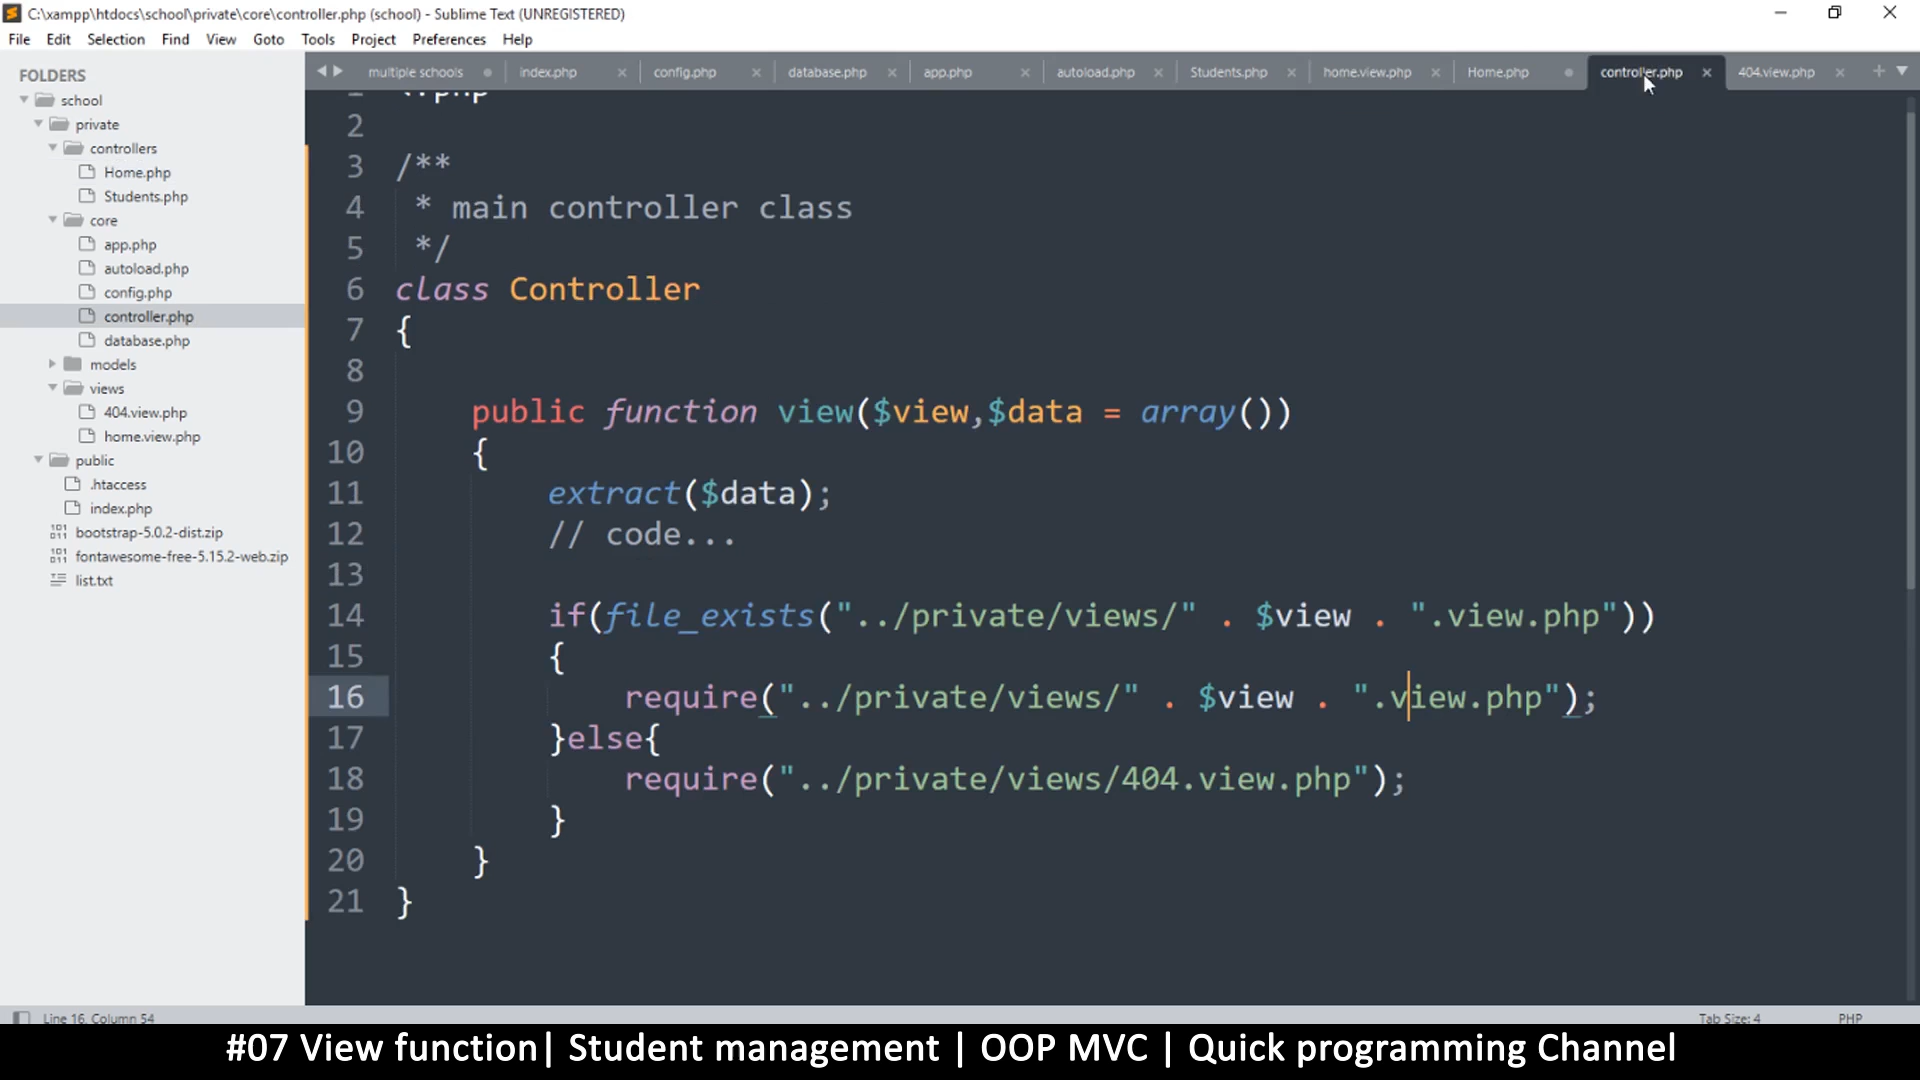 C:\xampp\htdocs\school\private\core\controller.php (school) - Sublime Text (UNREGISTERED)
File Edit Selection Find View Goto Tools Project Preferences Help
FOLDERS
school
private
controllers
Home.php
Students.php
core
app.php
autoload.php
config.php
controller.php
database.php
models
views
404.view.php
home.view.php
public
.htaccess
index.php
bootstrap-5.0.2-dist.zip
fontawesome-free-5.15.2-web.zip
list.txt
multiple schools index.php config.php database.php app.php autoload.php Students.php home.view.php Home.php controller.php 404.view.php
<?php
2
3 /**
4 * main controller class
5 */
6 class Controller
7 {
8
9 public function view($view,$data = array())
10 {
11 extract($data);
12 // code...
13
14 if(file_exists("../private/views/" . $view . ".view.php"))
15 {
16 require("../private/views/" . $view . ".view.php");
17 }else{
18 require("../private/views/404.view.php");
19 }
20 }
21 }
Line 16, Column 54 Tab Size: 4 PHP
#07 View function| Student management | OOP MVC | Quick programming Channel